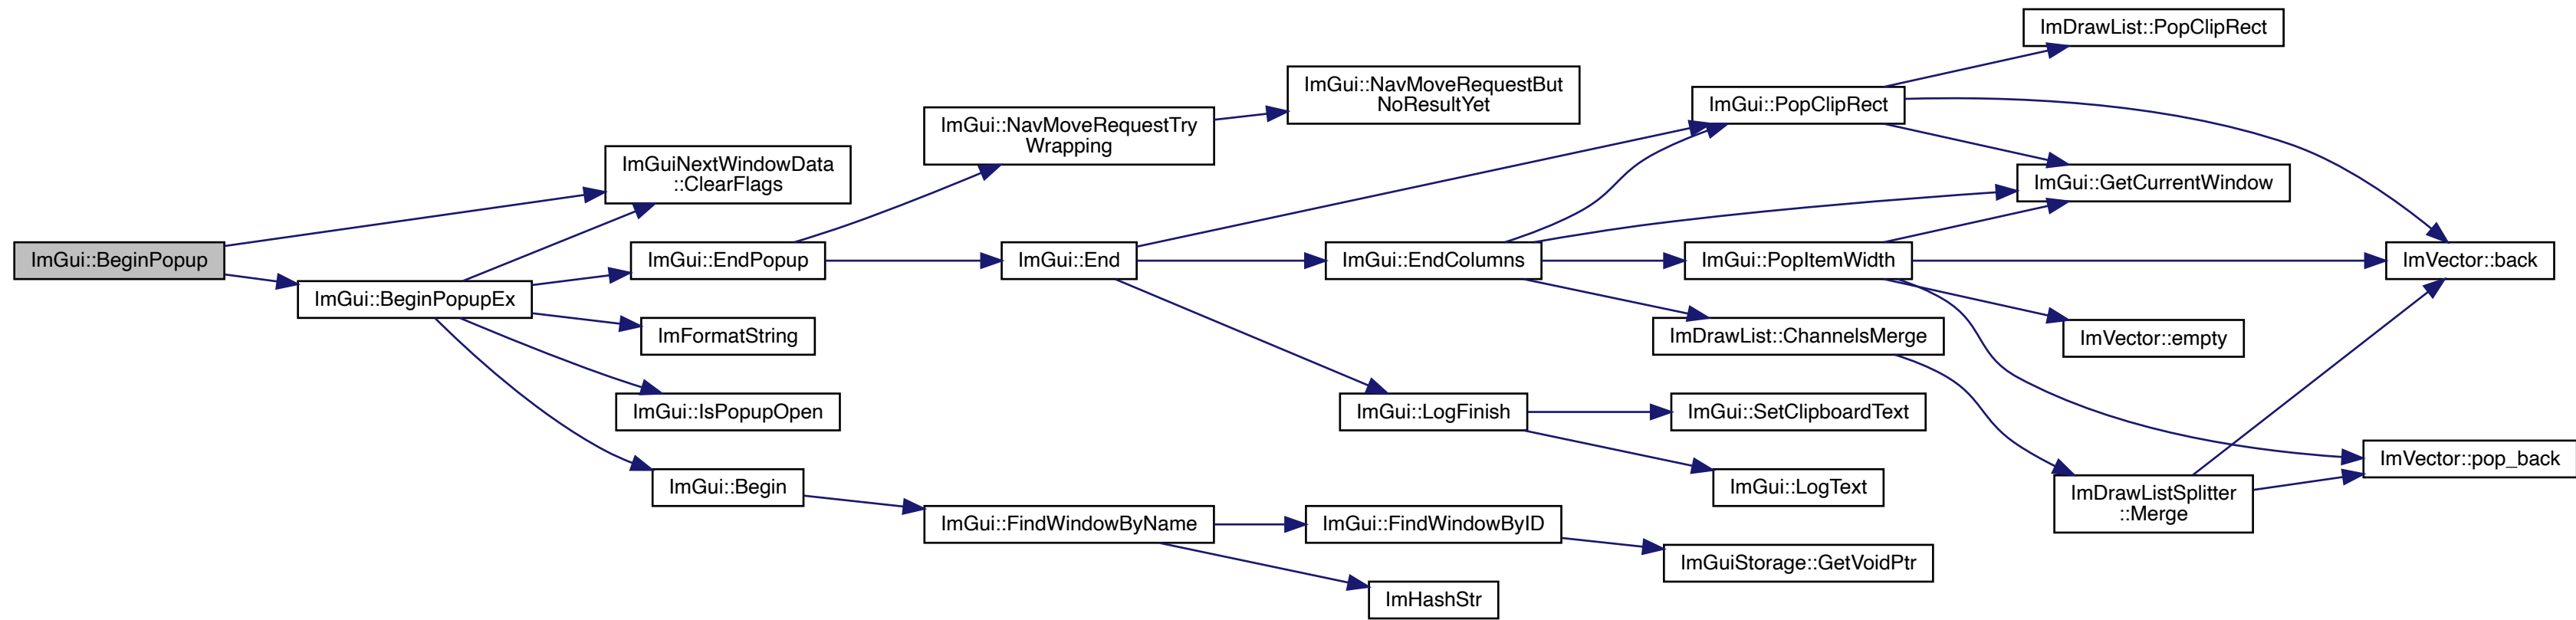 ImGui::BeginPopup
ImGui::BeginPopupEx
ImGuiNextWindowData
::ClearFlags
ImGui::EndPopup
ImFormatString
ImGui::IsPopupOpen
ImGui::Begin
ImGui::NavMoveRequestTry
Wrapping
ImGui::End
ImGui::FindWindowByName
ImGui::NavMoveRequestBut
NoResultYet
ImGui::EndColumns
ImGui::LogFinish
ImGui::FindWindowByID
ImHashStr
ImGui::PopClipRect
ImGui::PopItemWidth
ImDrawList::ChannelsMerge
ImGui::SetClipboardText
ImGui::LogText
ImGuiStorage::GetVoidPtr
ImDrawList::PopClipRect
ImGui::GetCurrentWindow
ImVector::empty
ImDrawListSplitter
::Merge
ImVector::back
ImVector::pop_back